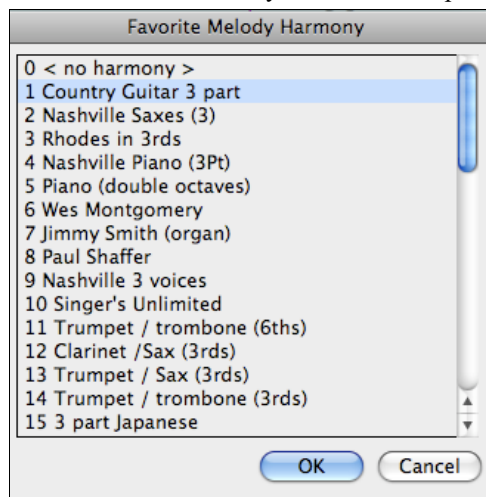 Favorite Melody Harmony
0 < no harmony >
1 Country Guitar 3 part
2 Nashville Saxes (3)
3 Rhodes in 3rds
4 Nashville Piano (3Pt)
5 Piano (double octaves)
6 Wes Montgomery
7 Jimmy Smith (organ)
8 Paul Shaffer
9 Nashville 3 voices
10 Singer's Unlimited
11 Trumpet / trombone (6ths)
12 Clarinet /Sax (3rds)
13 Trumpet / Sax (3rds)
14 Trumpet / trombone (3rds)
15 3 part Japanese
OK Cancel